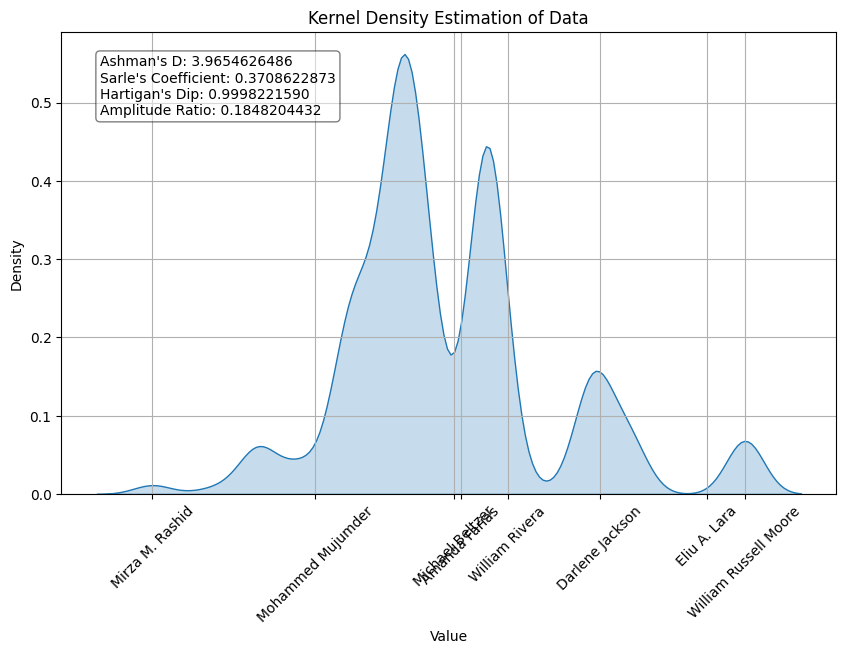 Kernel Density Estimation of Data
Ashman's D: 3.9654626486
Sarle's Coefficient: 0.3708622873
Hartigan's Dip: 0.9998221590
Amplitude Ratio: 0.1848204432
Density
0.5
0.4
0.3
0.2
0.1
0.0
Mirza M. Rashid
Mohammed Mujumder
Michael Beltzer
Amanda Farias
William Rivera
Darlene Jackson
Eliu A. Lara
William Russell Moore
Value